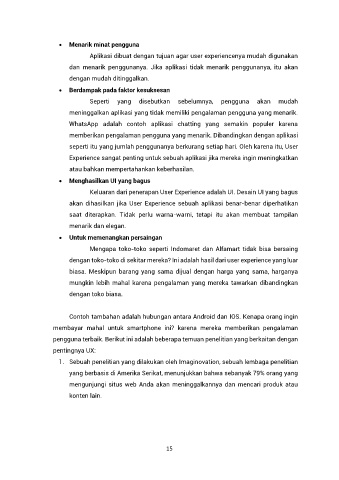 • Menarik minat pengguna
Aplikasi dibuat dengan tujuan agar user experiencenya mudah digunakan
dan menarik penggunanya. Jika aplikasi tidak menarik penggunanya, itu akan
dengan mudah ditinggalkan.
• Berdampak pada faktor kesuksesan
Seperti yang disebutkan sebelumnya, pengguna akan mudah
meninggalkan aplikasi yang tidak memiliki pengalaman pengguna yang menarik.
WhatsApp adalah contoh aplikasi chatting yang semakin populer karena
memberikan pengalaman pengguna yang menarik. Dibandingkan dengan aplikasi
seperti itu yang jumlah penggunanya berkurang setiap hari. Oleh karena itu, User
Experience sangat penting untuk sebuah aplikasi jika mereka ingin meningkatkan
atau bahkan mempertahankan keberhasilan.
• Menghasilkan UI yang bagus
Keluaran dari penerapan User Experience adalah UI. Desain UI yang bagus
akan dihasilkan jika User Experience sebuah aplikasi benar-benar diperhatikan
saat diterapkan. Tidak perlu warna-warni, tetapi itu akan membuat tampilan
menarik dan elegan.
• Untuk memenangkan persaingan
Mengapa toko-toko seperti Indomaret dan Alfamart tidak bisa bersaing
dengan toko-toko di sekitar mereka? Ini adalah hasil dari user experience yang luar
biasa. Meskipun barang yang sama dijual dengan harga yang sama, harganya
mungkin lebih mahal karena pengalaman yang mereka tawarkan dibandingkan
dengan toko biasa.
Contoh tambahan adalah hubungan antara Android dan IOS. Kenapa orang ingin
membayar mahal untuk smartphone ini? karena mereka memberikan pengalaman
pengguna terbaik. Berikut ini adalah beberapa temuan penelitian yang berkaitan dengan
pentingnya UX:
1. Sebuah penelitian yang dilakukan oleh Imaginovation, sebuah lembaga penelitian
yang berbasis di Amerika Serikat, menunjukkan bahwa sebanyak 79% orang yang
mengunjungi situs web Anda akan meninggalkannya dan mencari produk atau
konten lain.
15